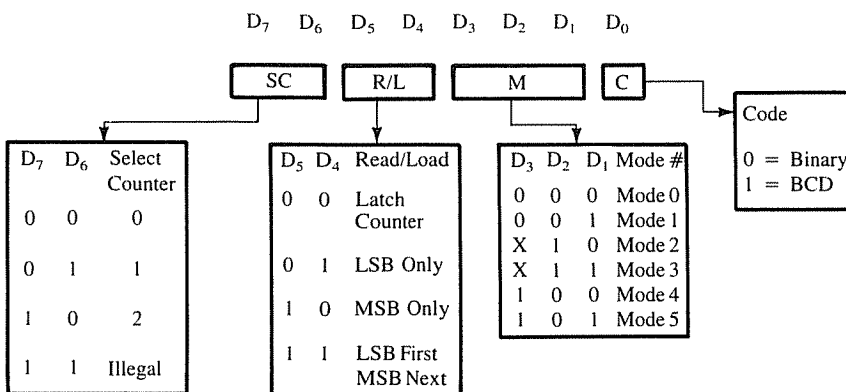 D7 D6 D5 D4 D3 D2 D1 D0
SC R/L M C
D7 D6 Select
Counter
0 0 0
0 1 1
1 0 2
1 1 Illegal
D5 D4 Read/Load
0 0 Latch
Counter
0 1 LSB Only
1 0 MSB Only
1 1 LSB First
MSB Next
D3 D2 D1 Mode #
0 0 0 Mode 0
0 0 1 Mode 1
X 1 0 Mode 2
X 1 1 Mode 3
1 0 0 Mode 4
1 0 1 Mode 5
Code
0 = Binary
1 = BCD